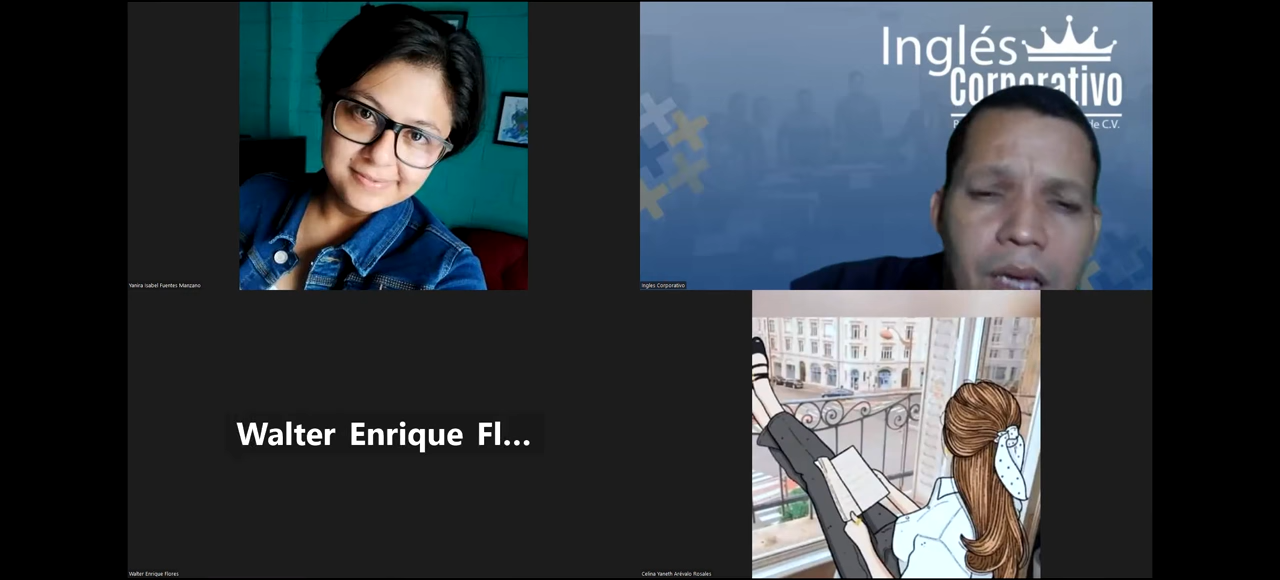 Inglés
Corporativo
de C.V.
Yanira Isabel Fuentes Manzano
Ingles Corporativo
Walter Enrique Fl...
Walter Enrique Flores
Celina Yaneth Arévalo Rosales